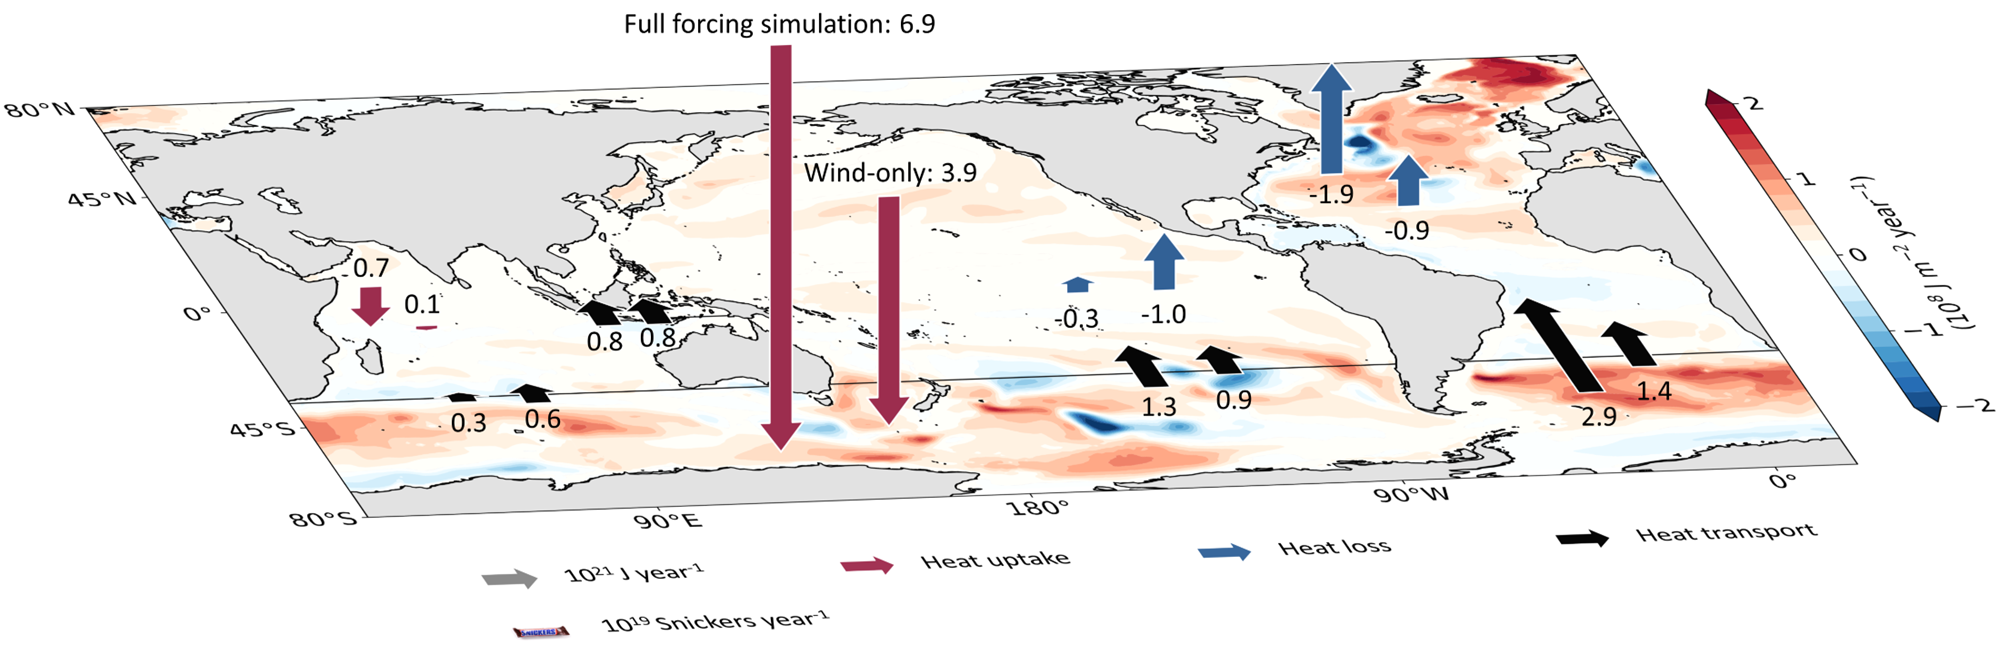 Full forcing simulation: 6.9
80°N
2
Wind-only: 3.9
1
45°N
-1.9
-0.9
0
(10⁸ J m⁻² year⁻¹)
0.7
0.1
0°
-0.3
-1.0
0.8
0.8
−1
1.3
0.9
1.4
2.9
−2
0.3
0.6
45°S
80°S
90°E
180°
90°W
0°
10²¹ J year⁻¹
Heat uptake
Heat loss
Heat transport
SNICKERS
10¹⁹ Snickers year⁻¹